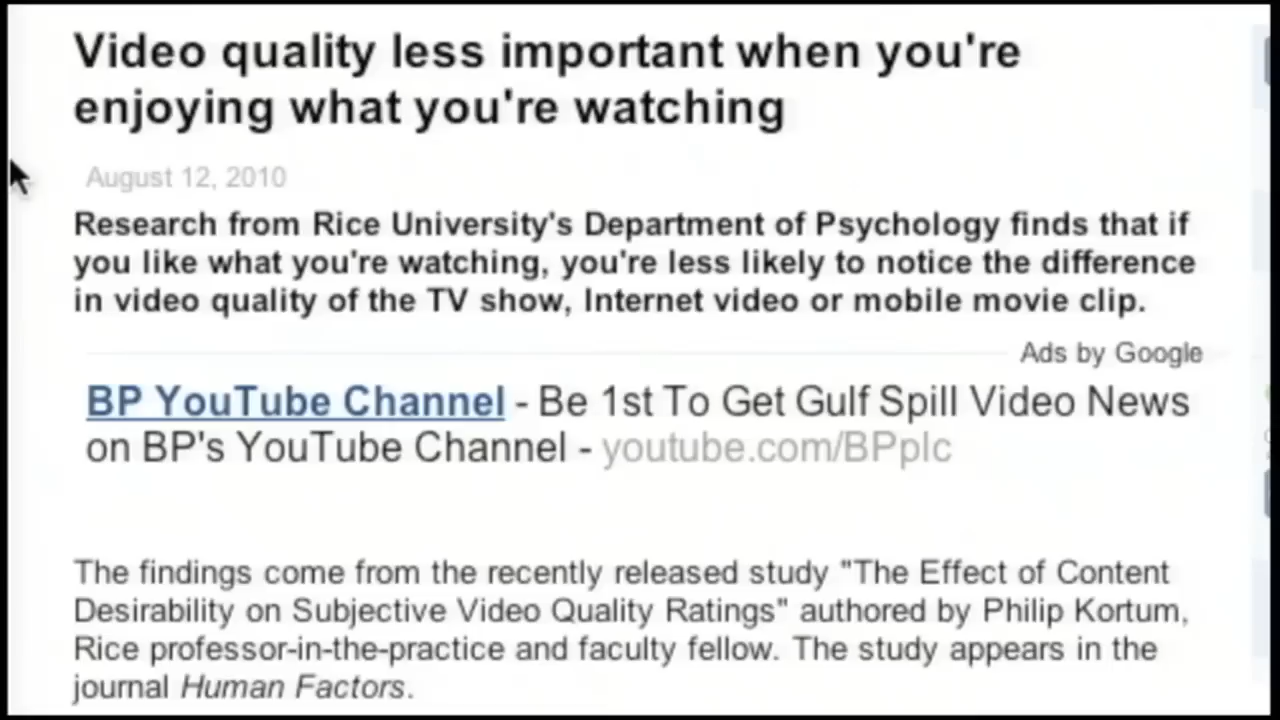 Video quality less important when you're
enjoying what you're watching
August 12, 2010
Research from Rice University's Department of Psychology finds that if
you like what you're watching, you're less likely to notice the difference
in video quality of the TV show, Internet video or mobile movie clip.
Ads by Google
BP YouTube Channel - Be 1st To Get Gulf Spill Video News
on BP's YouTube Channel - youtube.com/BPplc
The findings come from the recently released study "The Effect of Content
Desirability on Subjective Video Quality Ratings" authored by Philip Kortum,
Rice professor-in-the-practice and faculty fellow. The study appears in the
journal Human Factors.